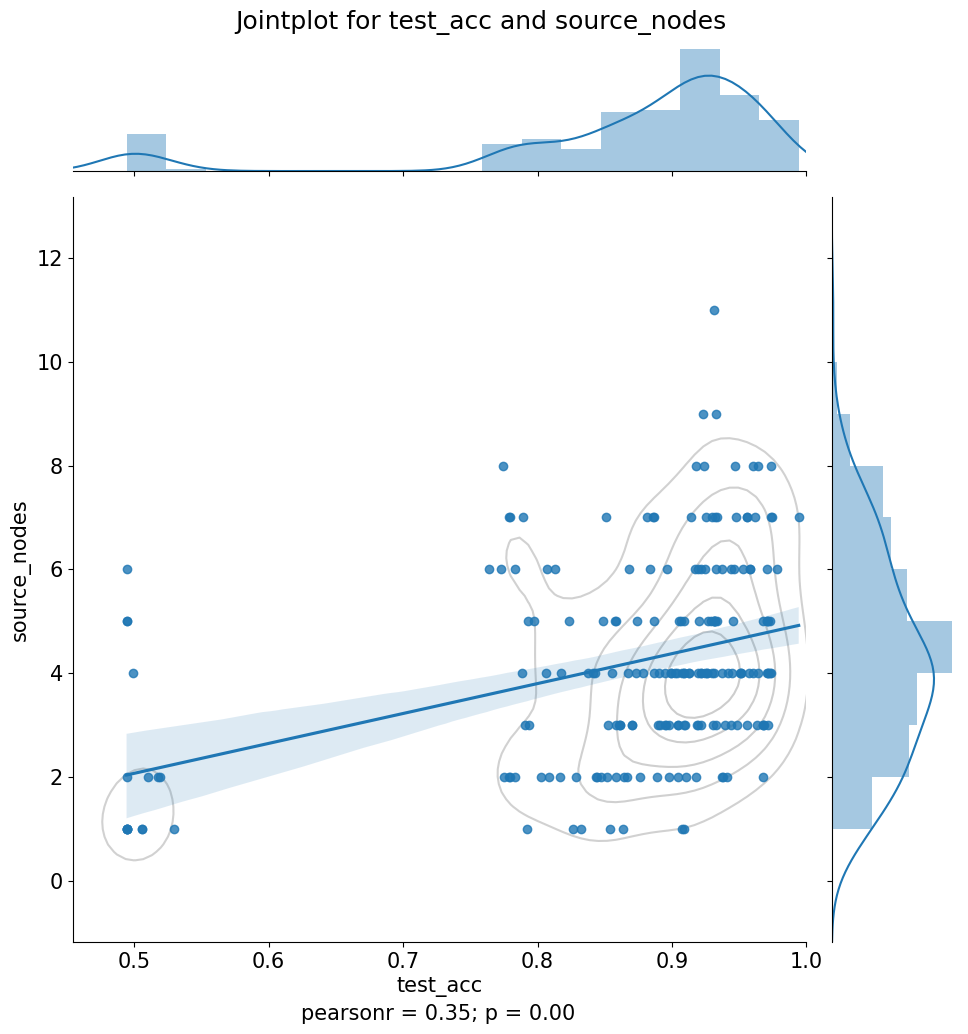 Jointplot for test_acc and source_nodes
12
10
8
6
4
2
0
source_nodes
0.5 0.6 0.7 0.8 0.9 1.0
test_acc
pearsonr = 0.35; p = 0.00